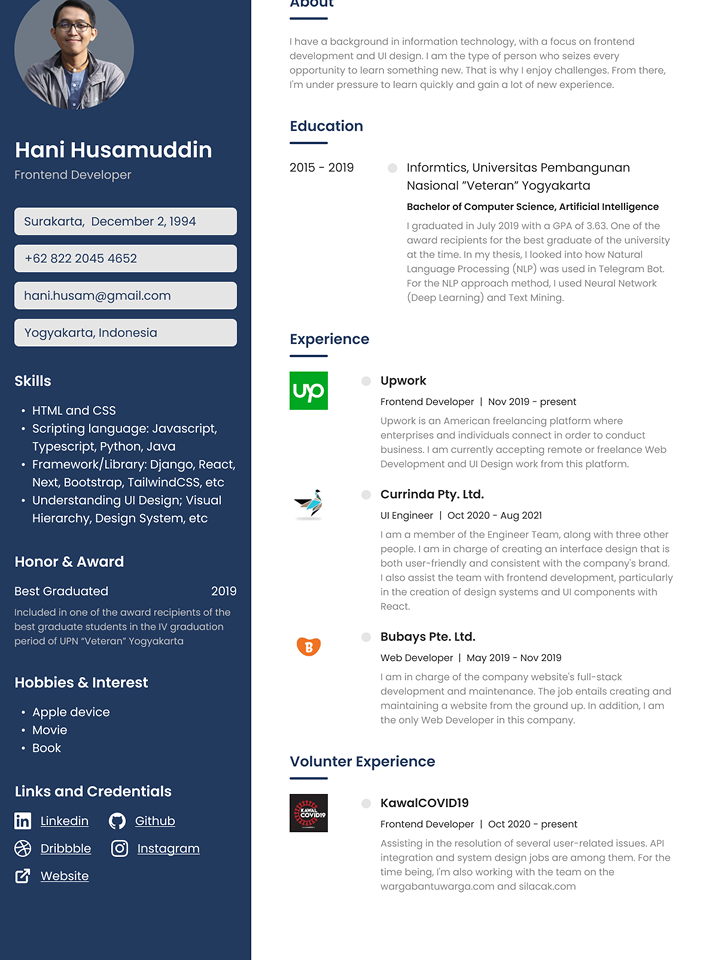 Hani Husamuddin
Frontend Developer
Surakarta,  December 2, 1994
+62 822 2045 4652
hani.husam@gmail.com
Yogyakarta, Indonesia
Skills
• HTML and CSS
• Scripting language: Javascript,
Typescript, Python, Java
• Framework/Library: Django, React,
Next, Bootstrap, TailwindCSS, etc
• Understanding UI Design; Visual
Hierarchy, Design System, etc
Honor & Award
Best Graduated 2019
Included in one of the award recipients of the
best graduate students in the IV graduation
period of UPN "Veteran" Yogyakarta
Hobbies & Interest
• Apple device
• Movie
• Book
Links and Credentials
in Linkedin Github
Dribbble Instagram
Website
About
I have a background in information technology, with a focus on frontend
development and UI design. I am the type of person who seizes every
opportunity to learn something new. That is why I enjoy challenges. From there,
I'm under pressure to learn quickly and gain a lot of new experience.
Education
2015 - 2019
Informtics, Universitas Pembangunan
Nasional "Veteran" Yogyakarta
Bachelor of Computer Science, Artificial Intelligence
I graduated in July 2019 with a GPA of 3.63. One of the
award recipients for the best graduate of the university
at the time. In my thesis, I looked into how Natural
Language Processing (NLP) was used in Telegram Bot.
For the NLP approach method, I used Neural Network
(Deep Learning) and Text Mining.
Experience
up
Upwork
Frontend Developer | Nov 2019 - present
Upwork is an American freelancing platform where
enterprises and individuals connect in order to conduct
business. I am currently accepting remote or freelance Web
Development and UI Design work from this platform.
Currinda Pty. Ltd.
UI Engineer | Oct 2020 - Aug 2021
I am a member of the Engineer Team, along with three other
people. I am in charge of creating an interface design that is
both user-friendly and consistent with the company's brand.
I also assist the team with frontend development, particularly
in the creation of design systems and UI components with
React.
B
Bubays Pte. Ltd.
Web Developer | May 2019 - Nov 2019
I am in charge of the company website's full-stack
development and maintenance. The job entails creating and
maintaining a website from the ground up. In addition, I am
the only Web Developer in this company.
Volunter Experience
KAWAL
COVID19
KawalCOVID19
Frontend Developer | Oct 2020 - present
Assisting in the resolution of several user-related issues. API
integration and system design jobs are among them. For the
time being, I'm also working with the team on the
wargabantuwarga.com and silacak.com